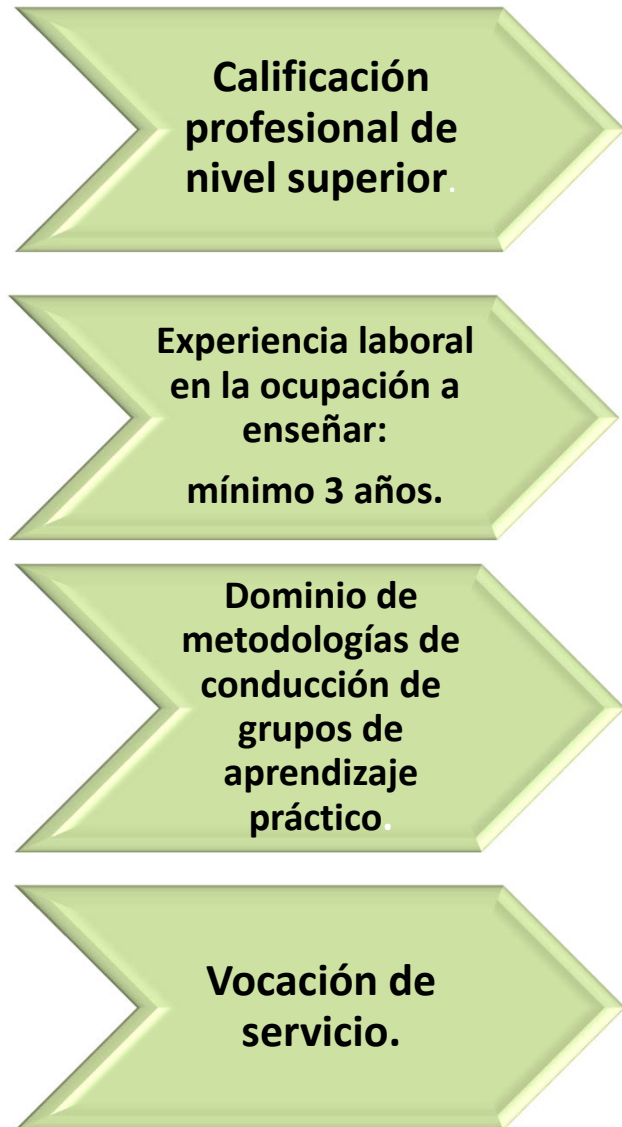 Calificación
profesional de
nivel superior.
Experiencia laboral
en la ocupación a
enseñar:
mínimo 3 años.
Dominio de
metodologías de
conducción de
grupos de
aprendizaje
práctico.
Vocación de
servicio.